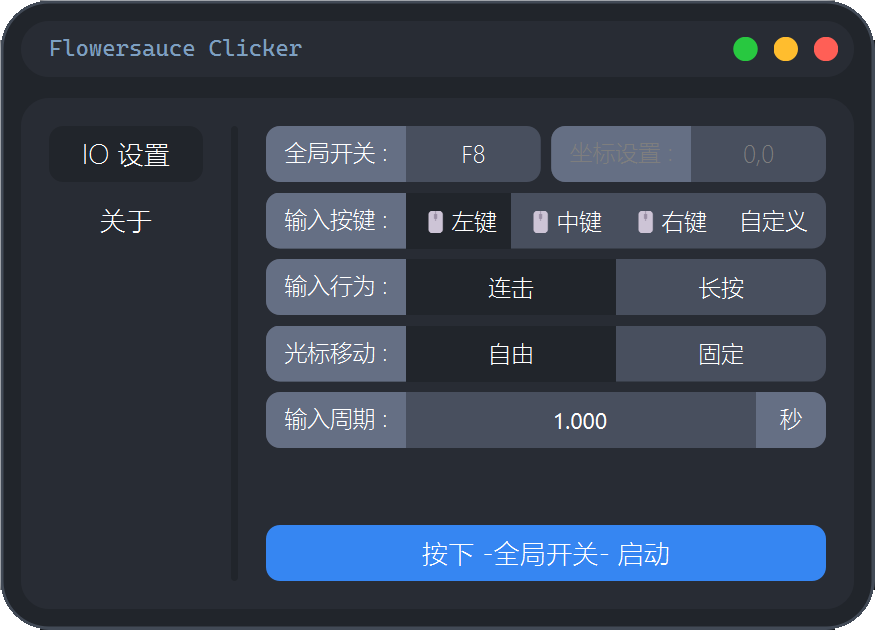 Flowersauce Clicker
IO 设置
关于
全局开关 : F8 坐标设置 : 0,0
输入按键 : 左键 中键 右键 自定义
输入行为 : 连击 长按
光标移动 : 自由 固定
输入周期 : 1.000 秒
按下 -全局开关- 启动